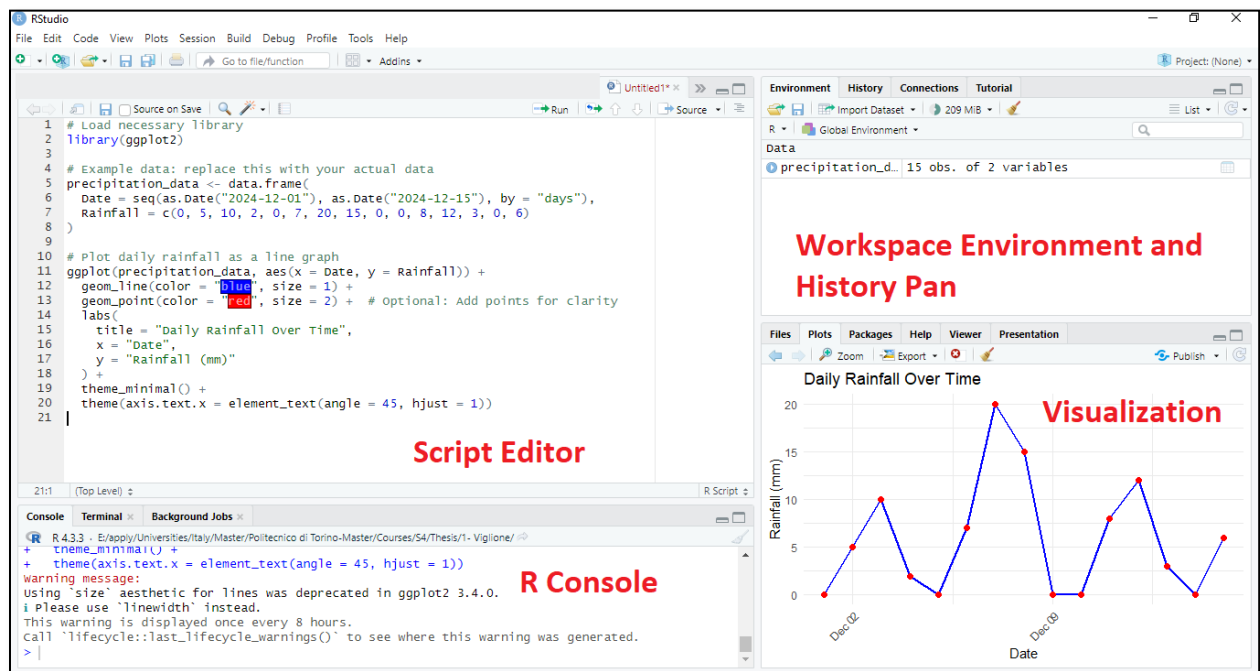 RStudio
File Edit Code View Plots Session Build Debug Profile Tools Help
Go to file/function Addins Project: (None)
Untitled1*
Source on Save Run Source
1 # Load necessary library
2 library(ggplot2)
3
4 # Example data: replace this with your actual data
5 precipitation_data <- data.frame(
6   Date = seq(as.Date("2024-12-01"), as.Date("2024-12-15"), by = "days"),
7   Rainfall = c(0, 5, 10, 2, 0, 7, 20, 15, 0, 0, 8, 12, 3, 0, 6)
8 )
9
10 # Plot daily rainfall as a line graph
11 ggplot(precipitation_data, aes(x = Date, y = Rainfall)) +
12   geom_line(color = "blue", size = 1) +
13   geom_point(color = "red", size = 2) +  # Optional: Add points for clarity
14   labs(
15     title = "Daily Rainfall Over Time",
16     x = "Date",
17     y = "Rainfall (mm)"
18   ) +
19   theme_minimal() +
20   theme(axis.text.x = element_text(angle = 45, hjust = 1))
21
Script Editor
21:1 (Top Level) R Script
Console Terminal Background Jobs
R 4.3.3 · E:/apply/Universities/Italy/Master/Politecnico di Torino-Master/Courses/S4/Thesis/1- Viglione/
+   theme_minimal() +
+   theme(axis.text.x = element_text(angle = 45, hjust = 1))
Warning message:
Using `size` aesthetic for lines was deprecated in ggplot2 3.4.0.
i Please use `linewidth` instead.
This warning is displayed once every 8 hours.
Call `lifecycle::last_lifecycle_warnings()` to see where this warning was generated.
>
R Console
Environment History Connections Tutorial
Import Dataset 209 MiB List
R Global Environment
Data
precipitation_d… 15 obs. of 2 variables
Workspace Environment and
History Pan
Files Plots Packages Help Viewer Presentation
Zoom Export Publish
Daily Rainfall Over Time
Visualization
20
15
10
5
0
Rainfall (mm)
Dec 02
Dec 09
Date